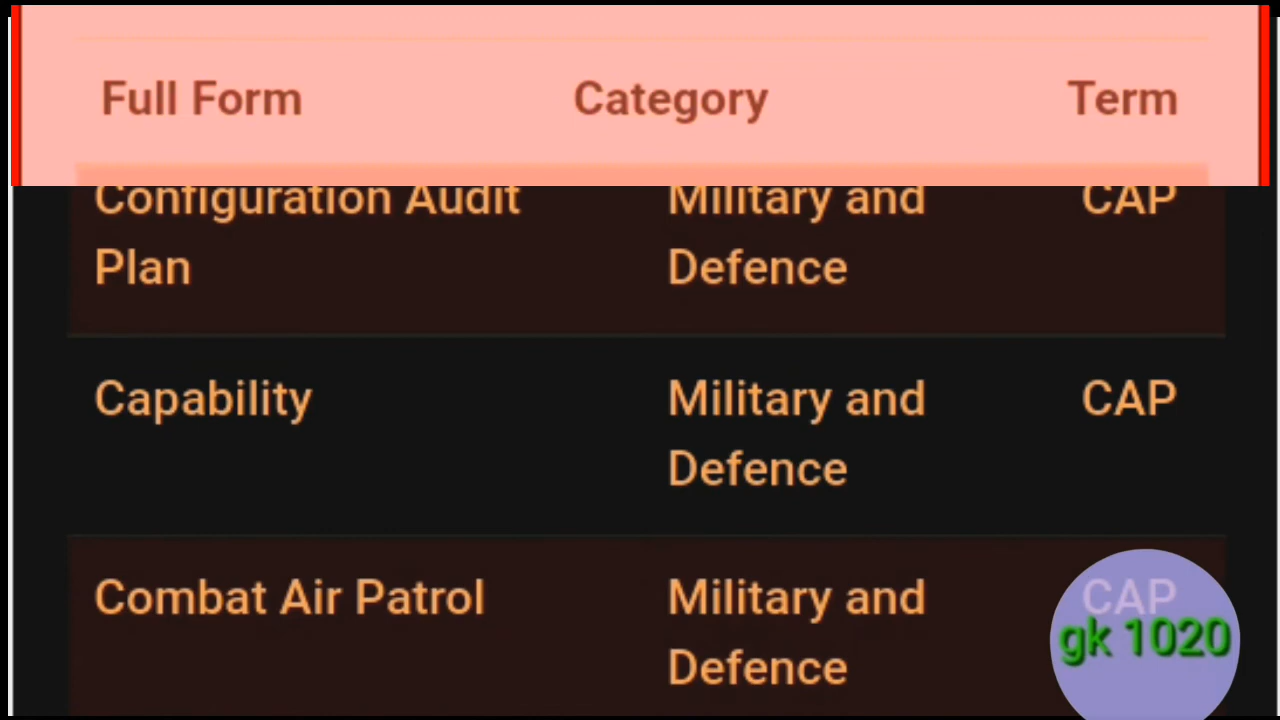 Full Form Category Term
Configuration Audit Military and CAP
Plan Defence
Capability Military and CAP
Defence
Combat Air Patrol Military and CAP
Defence
gk 1020